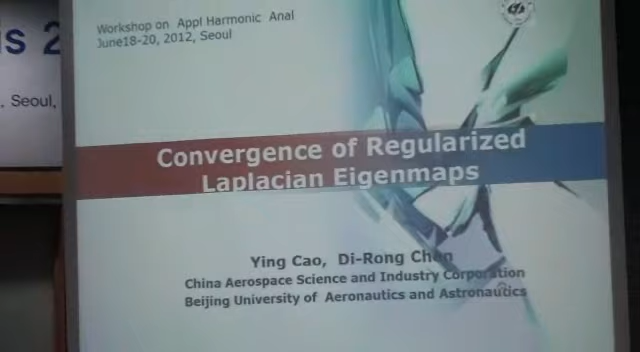 is 2
, Seoul,
Workshop on Appl Harmonic Anal
June18-20, 2012, Seoul
Convergence of Regularized
Laplacian Eigenmaps
Ying Cao, Di-Rong Chen
China Aerospace Science and Industry Corporation
Beijing University of Aeronautics and Astronautics